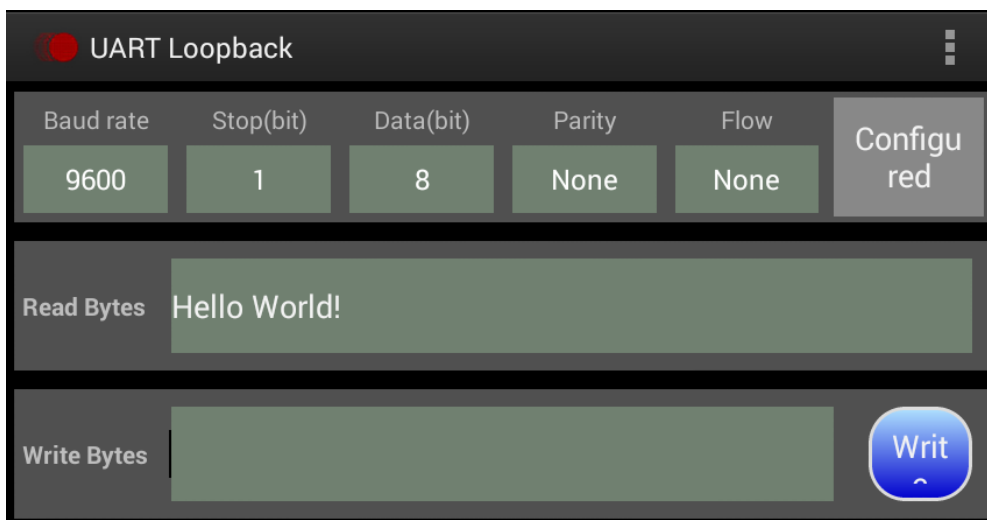 UART Loopback
Baud rate Stop(bit) Data(bit) Parity Flow
Configu
red
9600 1 8 None None
Read Bytes Hello World!
Write Bytes
Writ